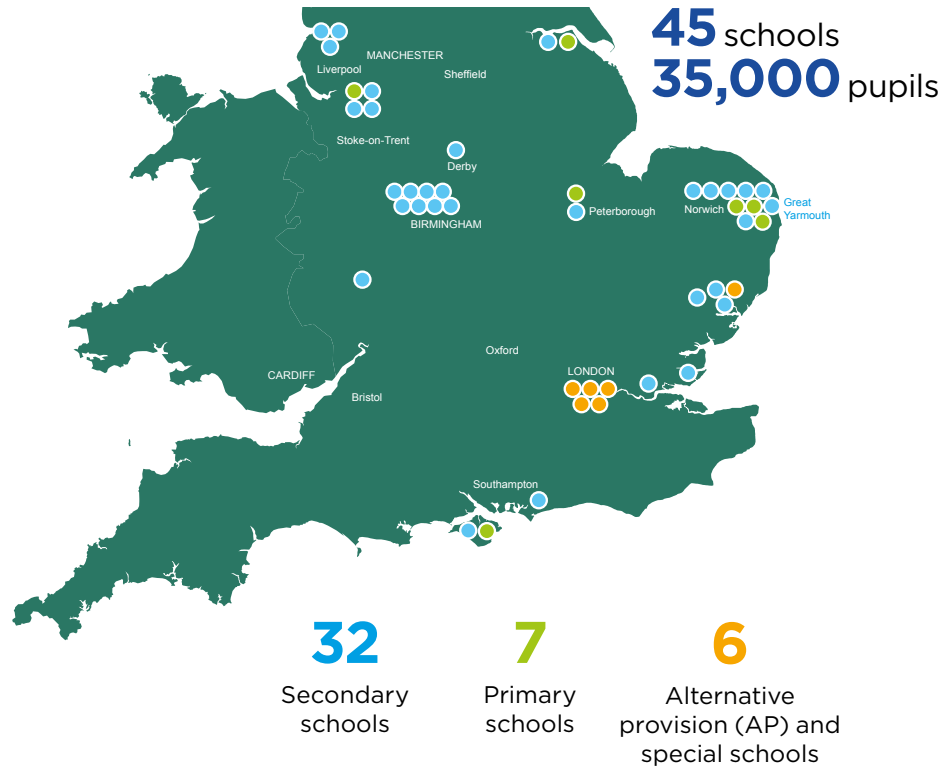 45 schools
35,000 pupils
MANCHESTER
Liverpool
Sheffield
Stoke-on-Trent
Derby
BIRMINGHAM
Peterborough
Norwich
Great
Yarmouth
Oxford
CARDIFF
LONDON
Bristol
Southampton
32
Secondary
schools
7
Primary
schools
6
Alternative
provision (AP) and
special schools